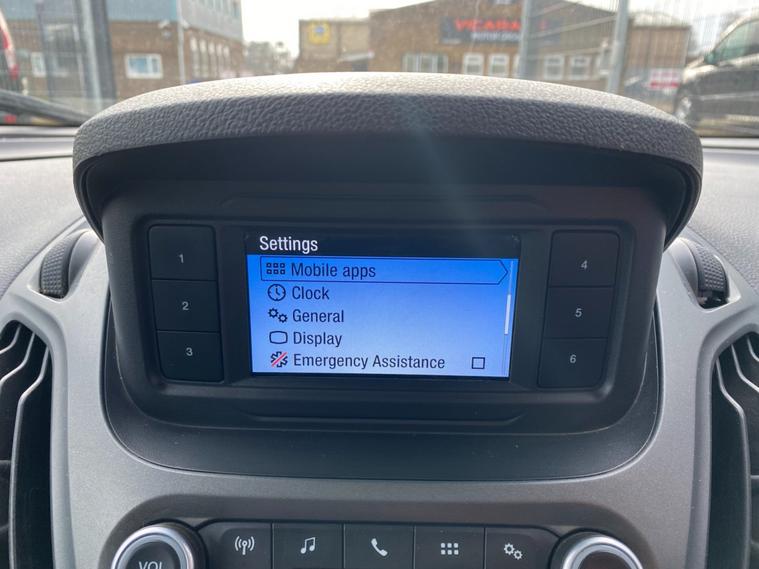 Settings
Mobile apps
Clock
General
Display
Emergency Assistance
1
2
3
4
5
6
VOL